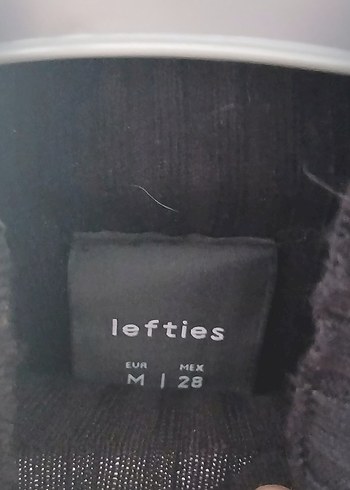 lefties
EUR MEX
M | 28